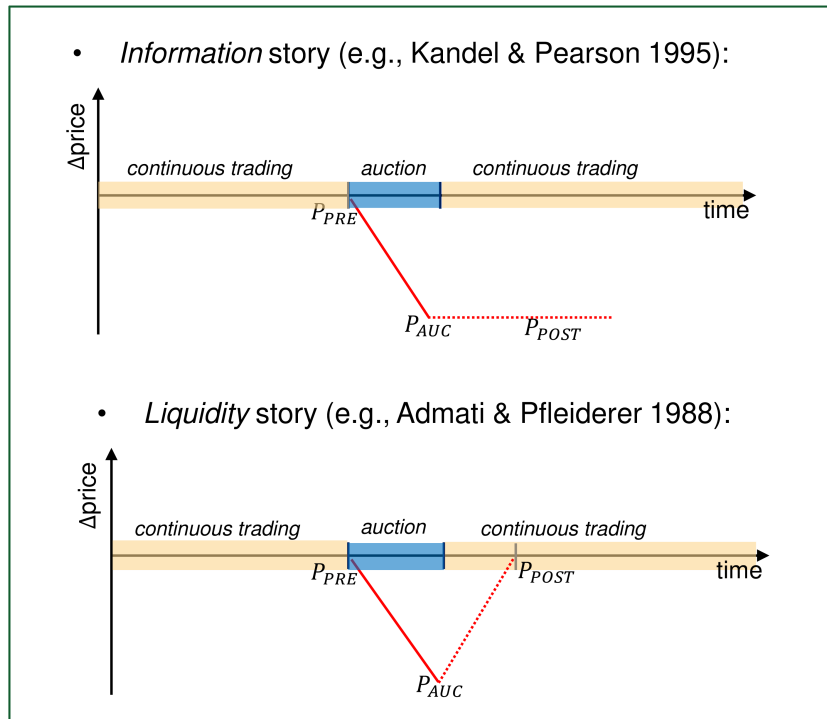 • Information story (e.g., Kandel & Pearson 1995):
Δprice
continuous trading auction continuous trading
P_PRE
time
P_AUC
P_POST
• Liquidity story (e.g., Admati & Pfleiderer 1988):
Δprice
continuous trading auction continuous trading
P_PRE
P_POST
time
P_AUC